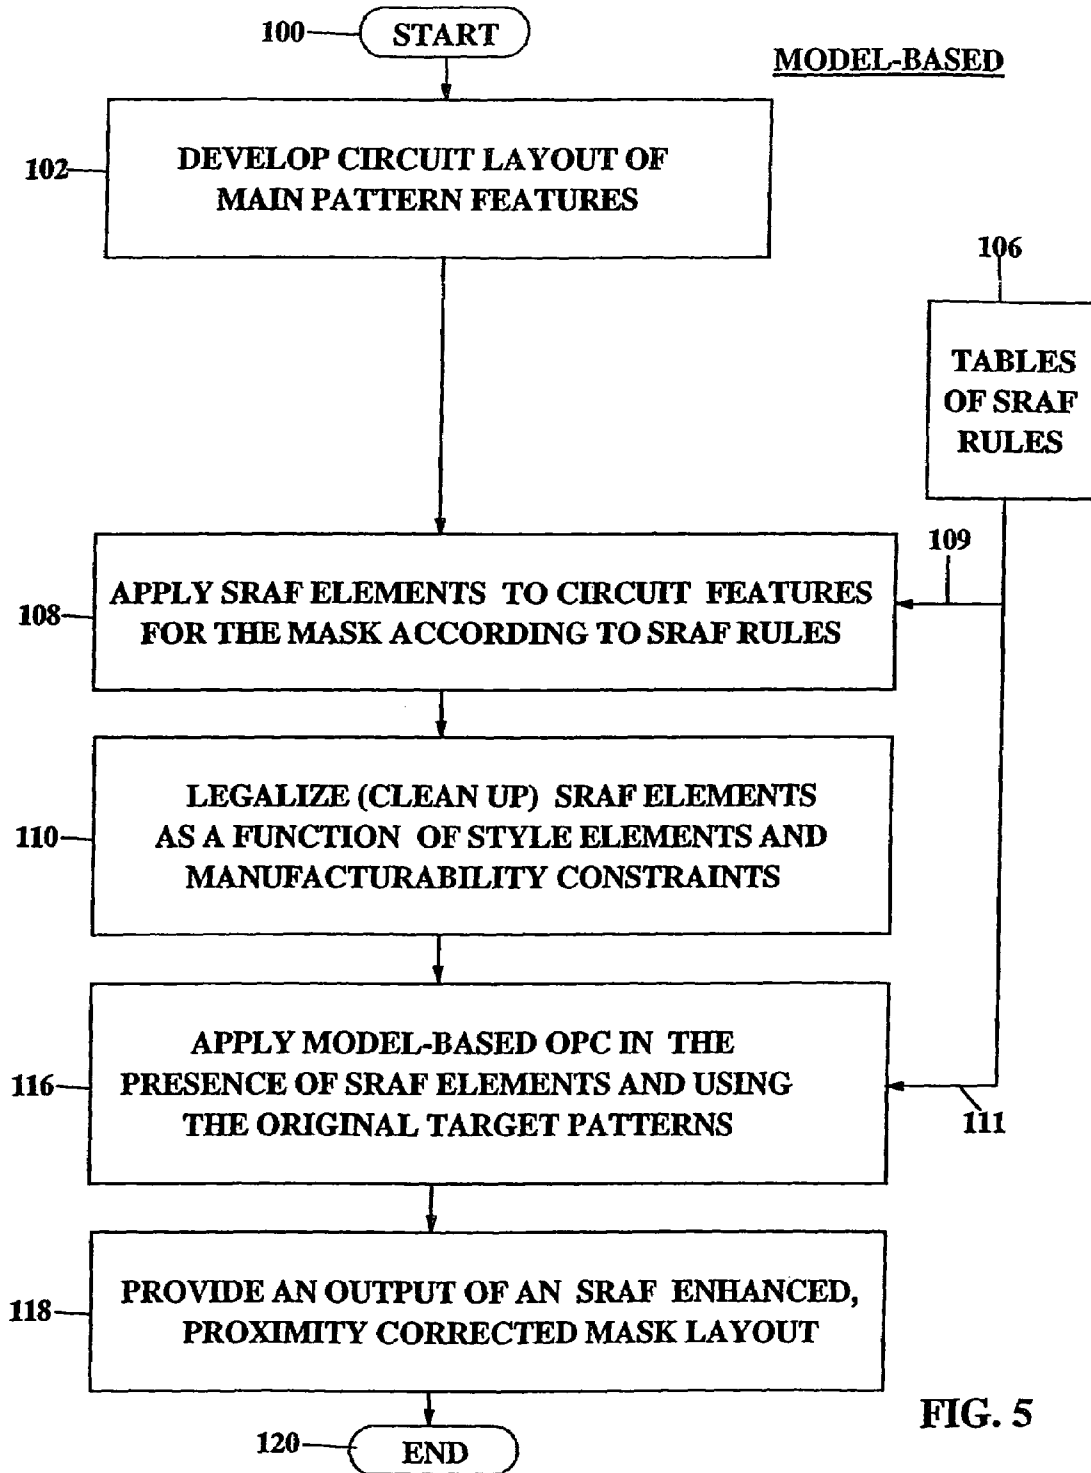 100
START
MODEL-BASED
102
DEVELOP CIRCUIT LAYOUT OF
MAIN PATTERN FEATURES
106
TABLES
OF SRAF
RULES
109
108
APPLY SRAF ELEMENTS TO CIRCUIT FEATURES
FOR THE MASK ACCORDING TO SRAF RULES
110
LEGALIZE (CLEAN UP) SRAF ELEMENTS
AS A FUNCTION OF STYLE ELEMENTS AND
MANUFACTURABILITY CONSTRAINTS
116
APPLY MODEL-BASED OPC IN THE
PRESENCE OF SRAF ELEMENTS AND USING
THE ORIGINAL TARGET PATTERNS
111
118
PROVIDE AN OUTPUT OF AN SRAF ENHANCED,
PROXIMITY CORRECTED MASK LAYOUT
120
END
FIG. 5